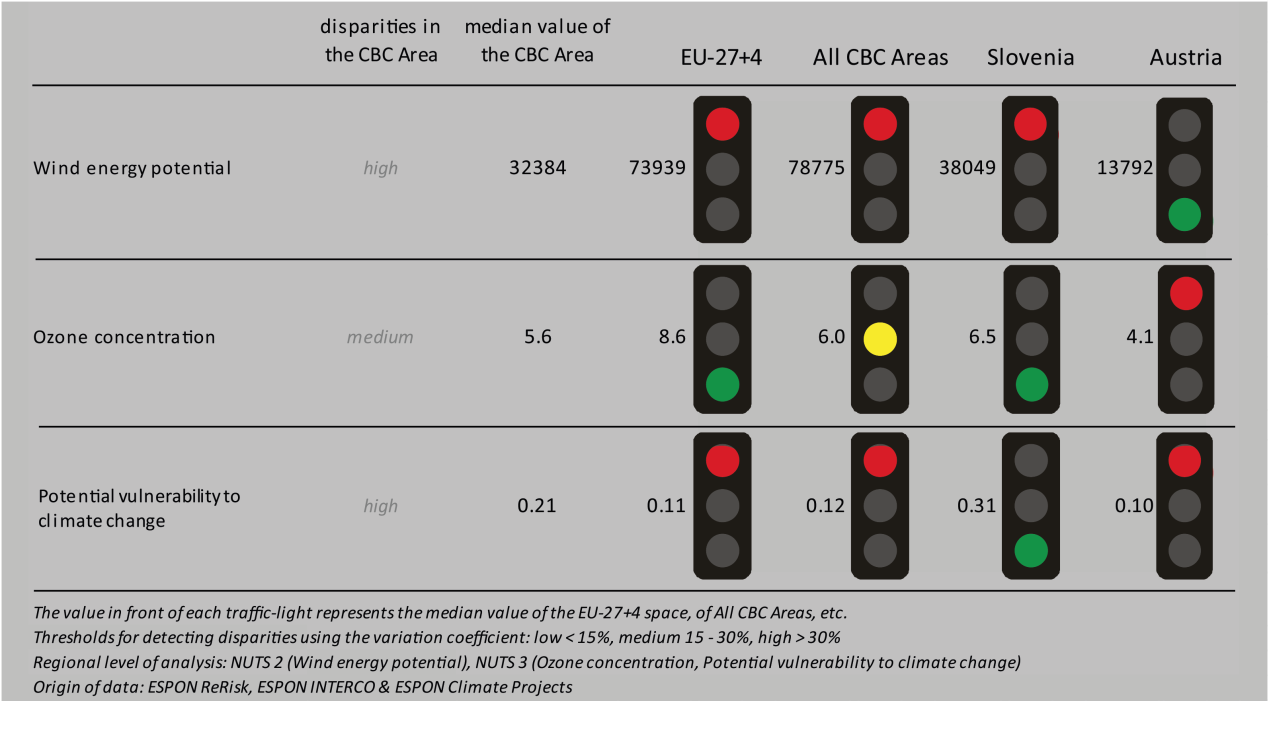 disparities in median value of
the CBC Area the CBC Area EU-27+4 All CBC Areas Slovenia Austria
Wind energy potential high 32384 73939 78775 38049 13792
Ozone concentration medium 5.6 8.6 6.0 6.5 4.1
Potential vulnerability to
climate change high 0.21 0.11 0.12 0.31 0.10
The value in front of each traffic-light represents the median value of the EU-27+4 space, of All CBC Areas, etc.
Thresholds for detecting disparities using the variation coefficient: low < 15%, medium 15 - 30%, high > 30%
Regional level of analysis: NUTS 2 (Wind energy potential), NUTS 3 (Ozone concentration, Potential vulnerability to climate change)
Origin of data: ESPON ReRisk, ESPON INTERCO & ESPON Climate Projects